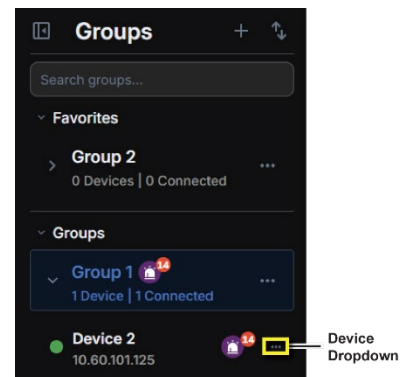 Groups
Search groups...
Favorites
Group 2
0 Devices | 0 Connected
Groups
Group 1 14
1 Device | 1 Connected
Device 2 14
10.60.101.125
Device
Dropdown